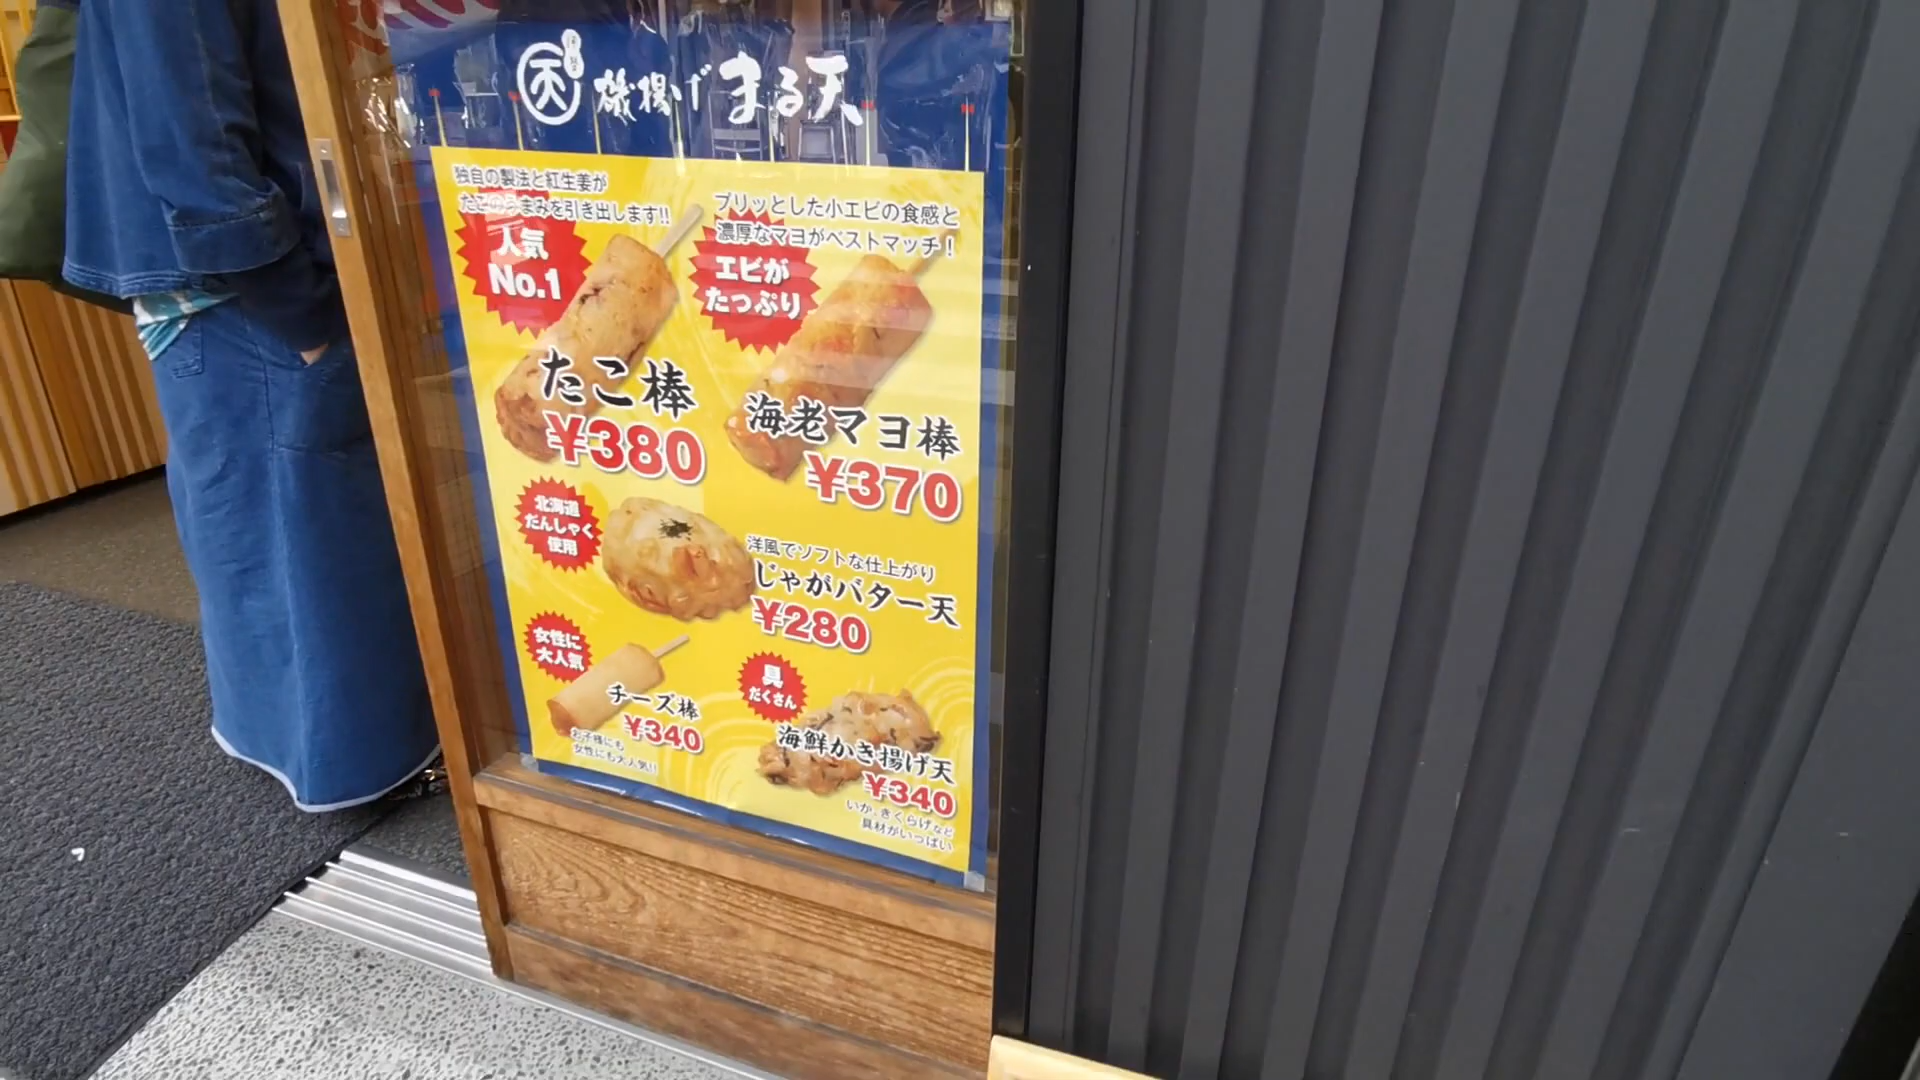 天 磯揚げ まる天
独自の製法と紅生姜が
たこのうまみを引き出します!!
人気
No.1
たこ棒
¥380
プリッとした小エビの食感と
濃厚なマヨがベストマッチ！
エビが
たっぷり
海老マヨ棒
¥370
北海道
だんしゃく
使用
洋風でソフトな仕上がり
じゃがバター天
¥280
女性に
大人気
チーズ棒
¥340
お子様にも
女性にも大人気!!
具
だくさん
海鮮かき揚げ天
¥340
いか、きくらげなど
具材がいっぱい